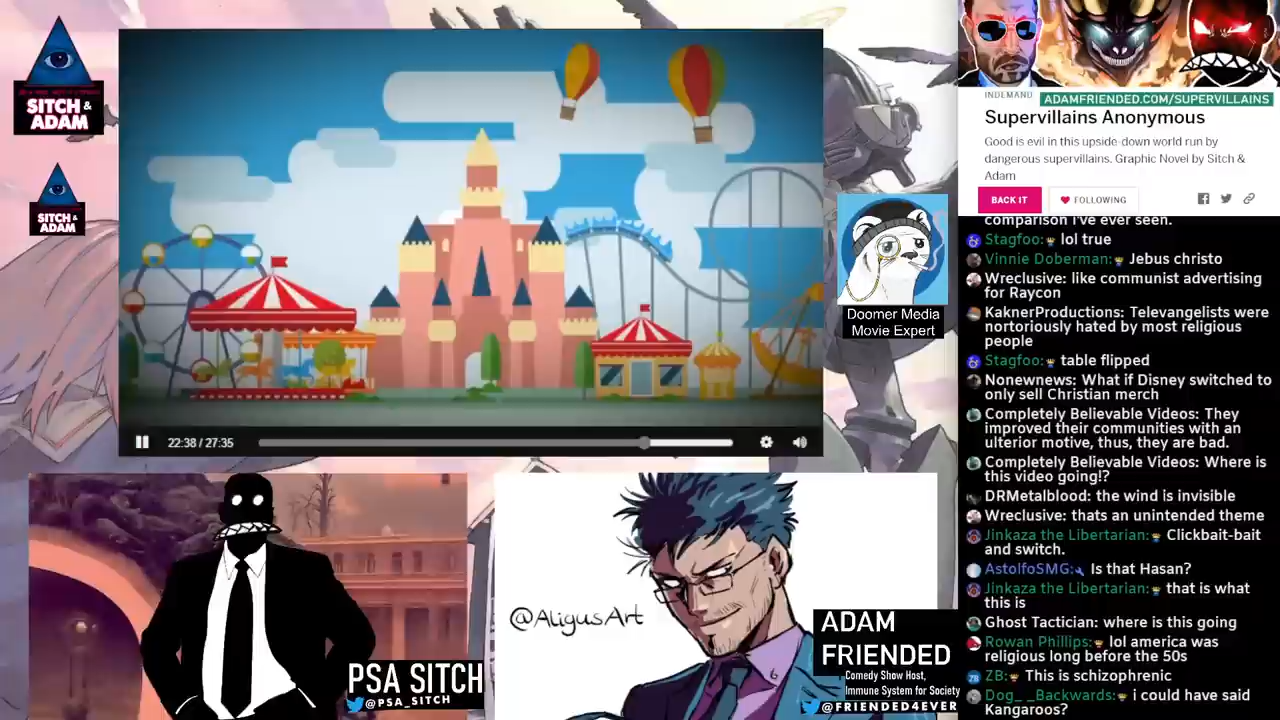 SITCH &
ADAM
SITCH &
ADAM
22:38 / 27:35
Doomer Media
Movie Expert
INDEMAND
ADAMFRIENDED.COM/SUPERVILLAINS
Supervillains Anonymous
Good is evil in this upside-down world run by
dangerous supervillains. Graphic Novel by Sitch &
Adam
BACK IT
FOLLOWING
comparison I've ever seen.
Stagfoo: lol true
Vinnie Doberman: Jebus christo
Wreclusive: like communist advertising
for Raycon
KaknerProductions: Televangelists were
nortoriously hated by most religious
people
Stagfoo: table flipped
Nonewnews: What if Disney switched to
only sell Christian merch
Completely Believable Videos: They
improved their communities with an
ulterior motive, thus, they are bad.
Completely Believable Videos: Where is
this video going!?
DRMetalblood: the wind is invisible
Wreclusive: thats an unintended theme
Jinkaza the Libertarian: Clickbait-bait
and switch.
AstolfoSMG: Is that Hasan?
Jinkaza the Libertarian: that is what
this is
Ghost Tactician: where is this going
Rowan Phillips: lol america was
religious long before the 50s
ZB: This is schizophrenic
Dog_ _Backwards: i could have said
Kangaroos?
PSA SITCH
@PSA_SITCH
@AligusArt
ADAM
FRIENDED
Comedy Show Host,
Immune System for Society
@FRIENDED4EVER